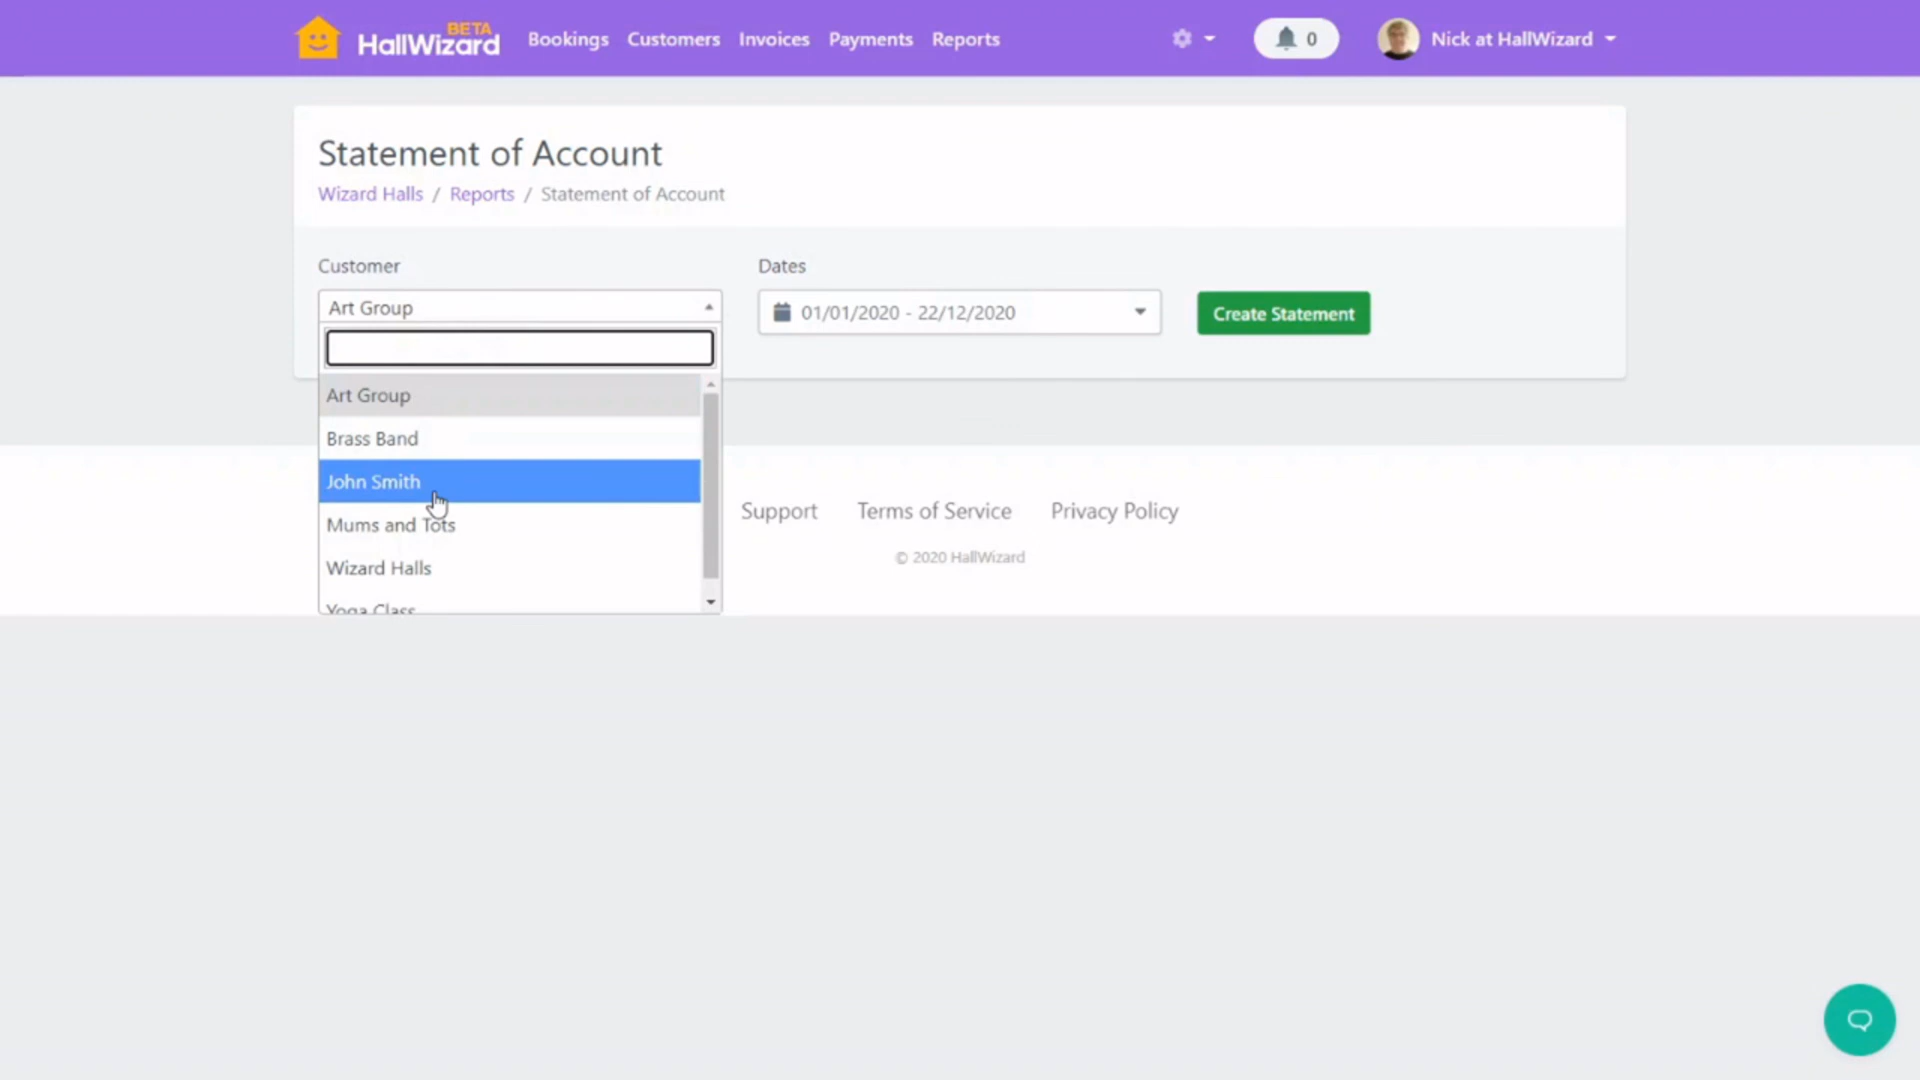 BETA
HallWizard
Bookings Customers Invoices Payments Reports
0
Nick at HallWizard
Statement of Account
Wizard Halls / Reports / Statement of Account
Customer
Dates
Art Group
01/01/2020 - 22/12/2020
Create Statement
Art Group
Brass Band
John Smith
Mums and Tots
Wizard Halls
Yoga Class
Support Terms of Service Privacy Policy
© 2020 HallWizard